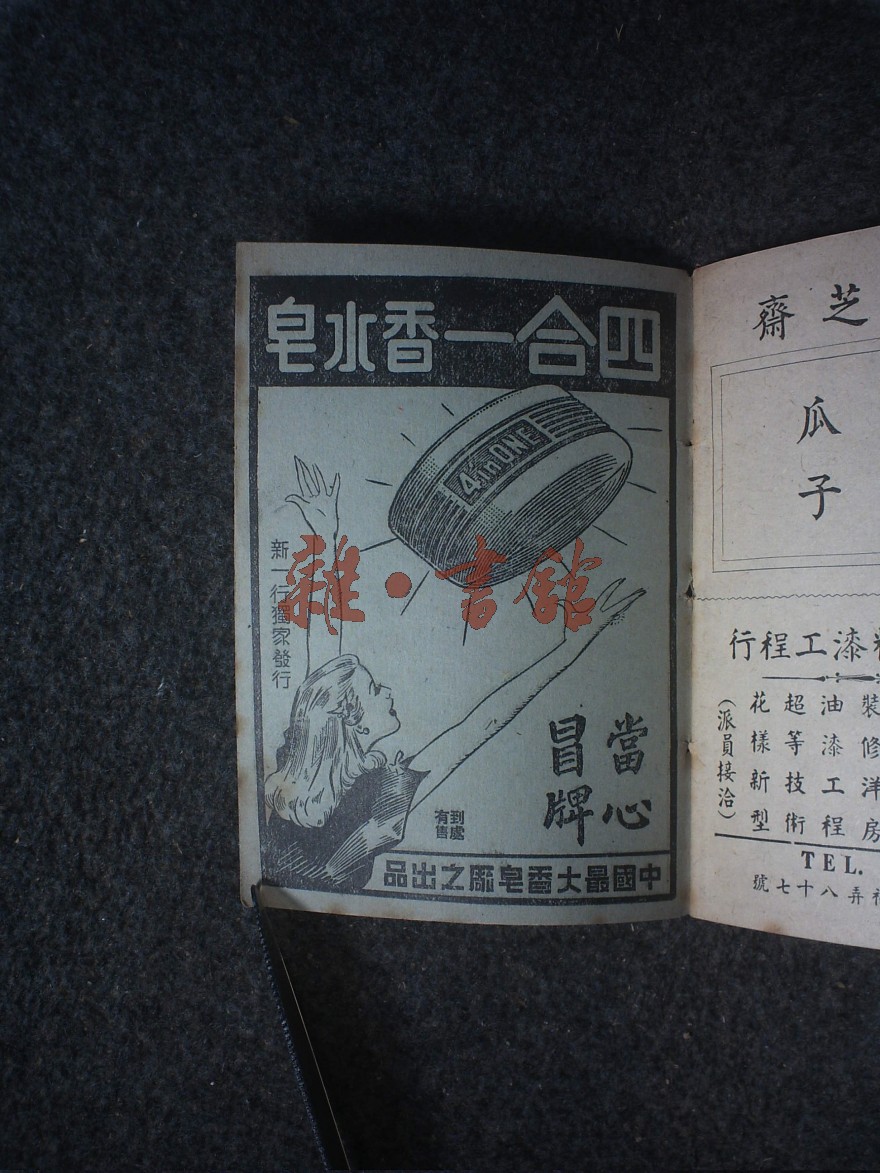 四合一香水皂
4 in ONE
新一行獨家發行
雜·書館
當心
冒牌
到處
有售
中國最大香皂厰之出品
芝齋
瓜子
漆工程行
裝修洋房
油漆工程
超等技術
花樣新型
（派員接洽）
TEL.
弄八十七號